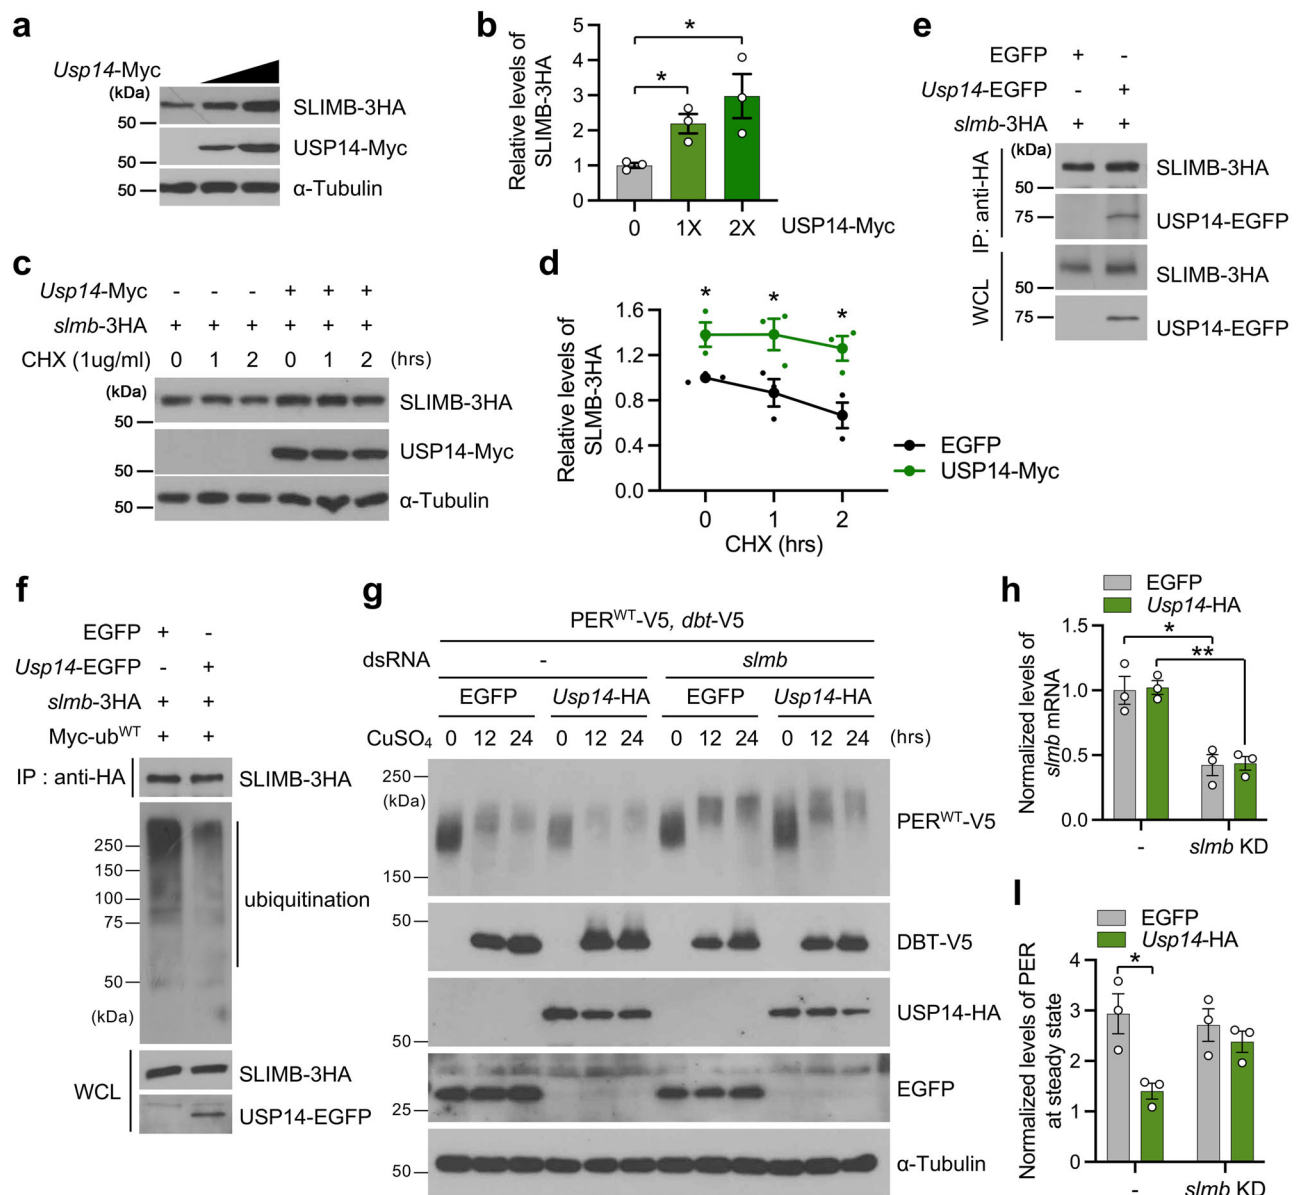 a
Usp14-Myc
(kDa)
SLIMB-3HA
50
USP14-Myc
50
α-Tubulin
50
b
Relative levels of
SLIMB-3HA
5
4
3
2
1
0
*
*
0 1X 2X USP14-Myc
c
Usp14-Myc - - - + + +
slmb-3HA + + + + + +
CHX (1ug/ml) 0 1 2 0 1 2 (hrs)
(kDa)
SLIMB-3HA
50
USP14-Myc
50
α-Tubulin
50
d
Relative levels of
SLMB-3HA
1.6
1.2
0.8
0.4
0.0
* * *
0 1 2
CHX (hrs)
EGFP
USP14-Myc
e
EGFP + -
Usp14-EGFP - +
slmb-3HA + +
(kDa)
IP: anti-HA
SLIMB-3HA
50
75
USP14-EGFP
WCL
SLIMB-3HA
50
75
USP14-EGFP
f
EGFP + -
Usp14-EGFP - +
slmb-3HA + +
Myc-ubWT + +
IP : anti-HA SLIMB-3HA
250
150
100
75
50
(kDa)
ubiquitination
WCL
SLIMB-3HA
USP14-EGFP
g
PERWT-V5, dbt-V5
dsRNA - slmb
EGFP Usp14-HA EGFP Usp14-HA
CuSO4 0 12 24 0 12 24 0 12 24 0 12 24 (hrs)
250
(kDa)
PERWT-V5
150
50
DBT-V5
USP14-HA
50
EGFP
25
α-Tubulin
50
h
EGFP
Usp14-HA
Normalized levels of
slmb mRNA
1.5
1.0
0.5
0.0
*
**
- slmb KD
I
EGFP
Usp14-HA
Normalized levels of PER
at steady state
4
3
2
1
0
*
- slmb KD